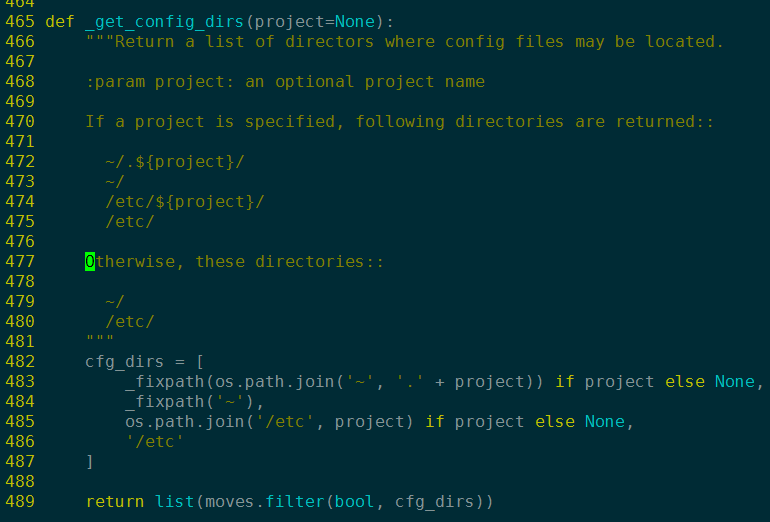 464
465 def _get_config_dirs(project=None):
466     """Return a list of directors where config files may be located.
467
468     :param project: an optional project name
469
470     If a project is specified, following directories are returned::
471
472       ~/.${project}/
473       ~/
474       /etc/${project}/
475       /etc/
476
477     Otherwise, these directories::
478
479       ~/
480       /etc/
481     """
482     cfg_dirs = [
483         _fixpath(os.path.join('~', '.' + project)) if project else None,
484         _fixpath('~'),
485         os.path.join('/etc', project) if project else None,
486         '/etc'
487     ]
488
489     return list(moves.filter(bool, cfg_dirs))